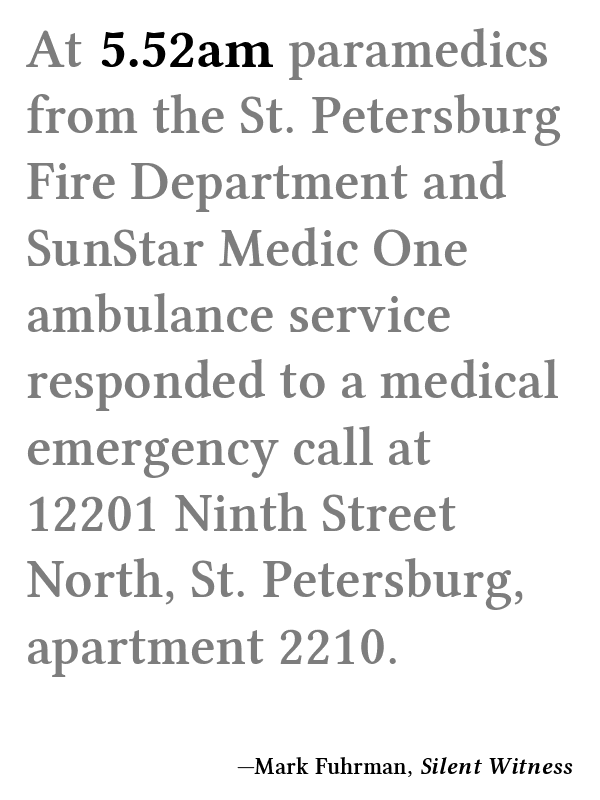 At 5.52am paramedics
from the St. Petersburg
Fire Department and
SunStar Medic One
ambulance service
responded to a medical
emergency call at
12201 Ninth Street
North, St. Petersburg,
apartment 2210.
—Mark Fuhrman, Silent Witness